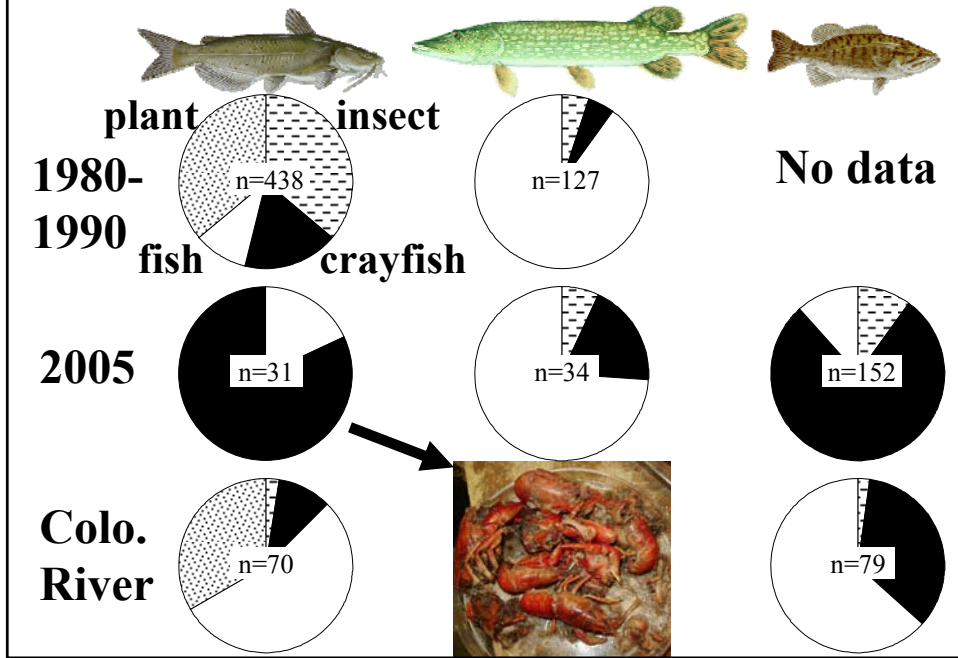 plant insect
1980-
1990
n=438
n=127
No data
fish crayfish
2005
n=31
n=34
n=152
Colo.
River
n=70
n=79